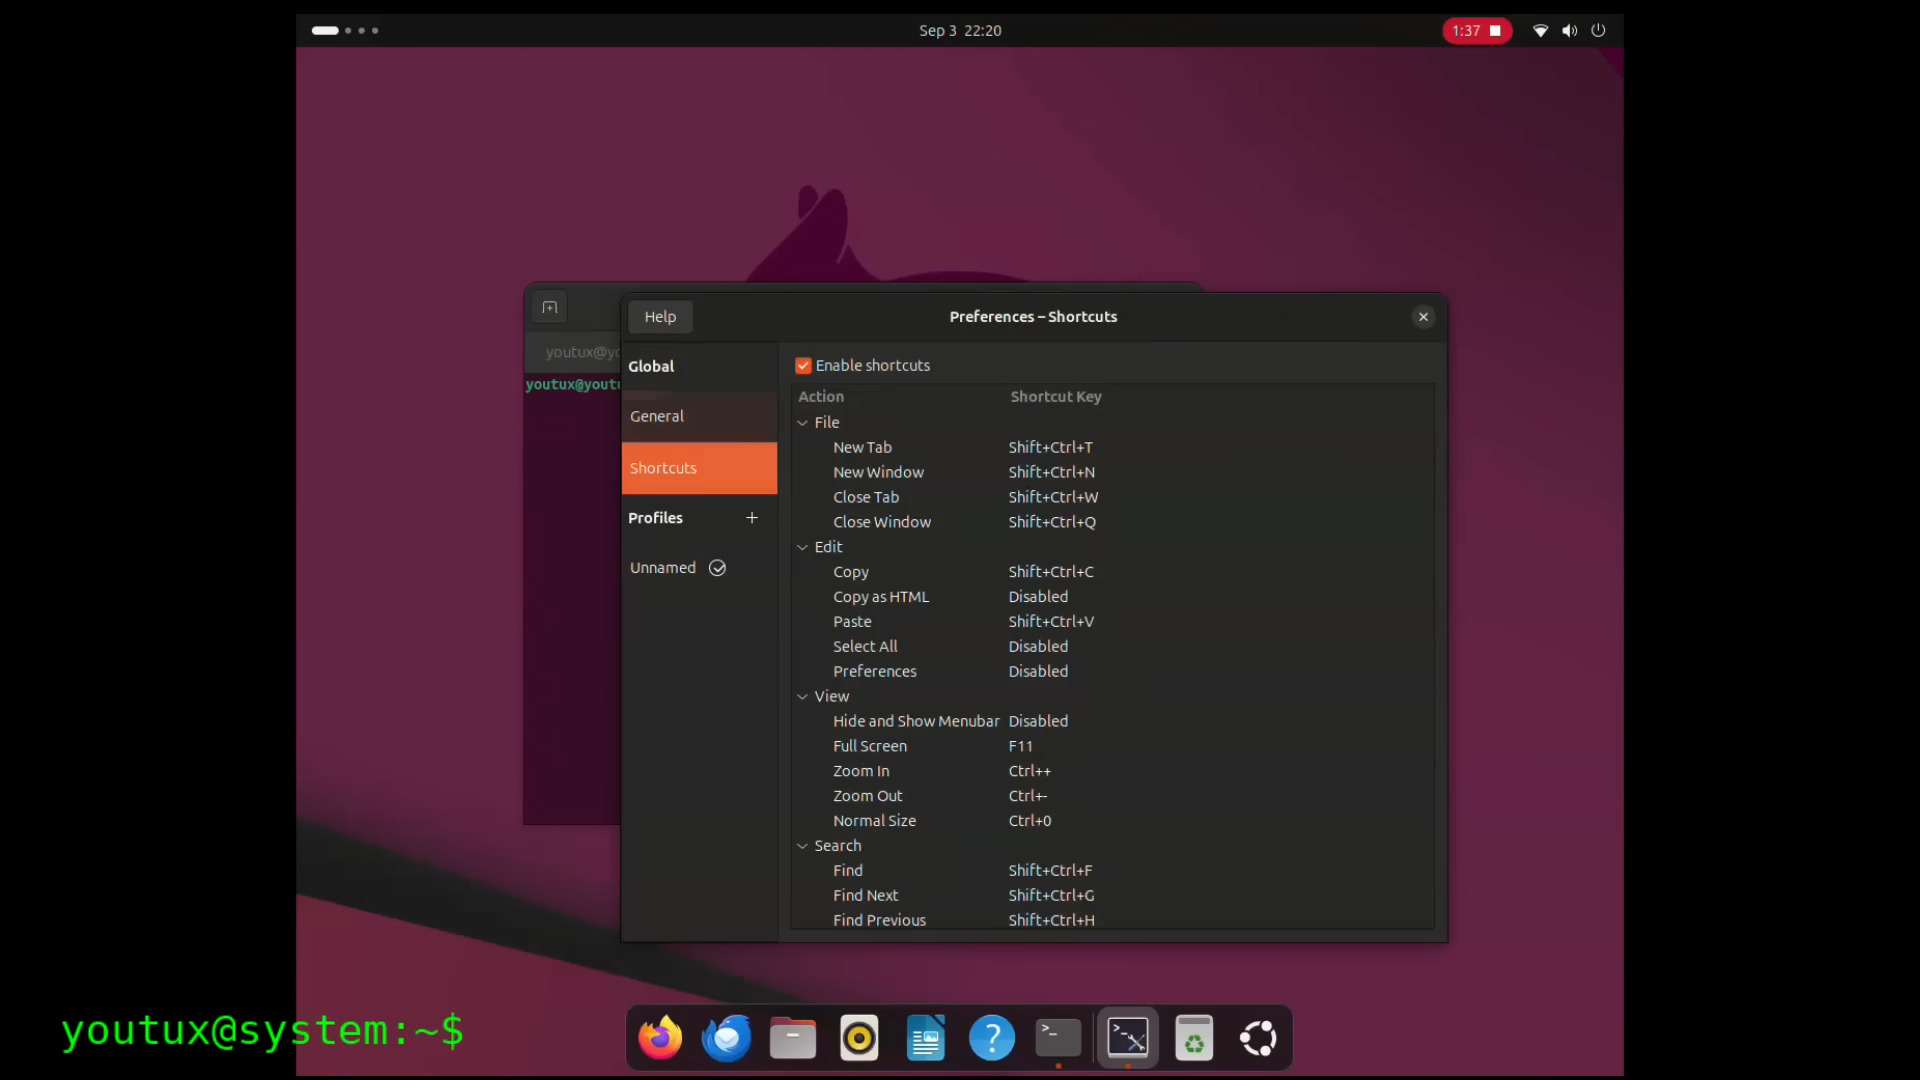 Sep 3 22:20
1:37
Help
Preferences – Shortcuts
youtux@yo
youtux@youtu
Global
General
Shortcuts
Profiles +
Unnamed
Enable shortcuts
Action Shortcut Key
File
New Tab Shift+Ctrl+T
New Window Shift+Ctrl+N
Close Tab Shift+Ctrl+W
Close Window Shift+Ctrl+Q
Edit
Copy Shift+Ctrl+C
Copy as HTML Disabled
Paste Shift+Ctrl+V
Select All Disabled
Preferences Disabled
View
Hide and Show Menubar Disabled
Full Screen F11
Zoom In Ctrl++
Zoom Out Ctrl+-
Normal Size Ctrl+0
Search
Find Shift+Ctrl+F
Find Next Shift+Ctrl+G
Find Previous Shift+Ctrl+H
youtux@system:~$